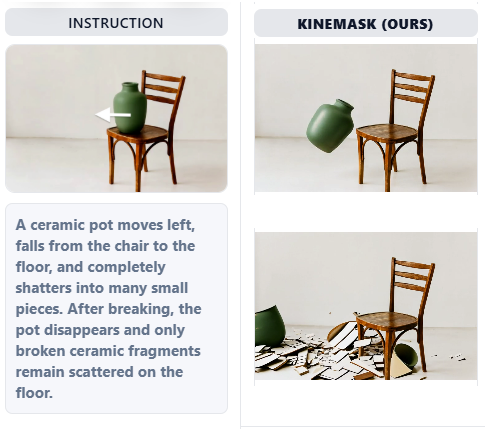 INSTRUCTION
KINEMASK (OURS)
A ceramic pot moves left,
falls from the chair to the
floor, and completely
shatters into many small
pieces. After breaking, the
pot disappears and only
broken ceramic fragments
remain scattered on the
floor.